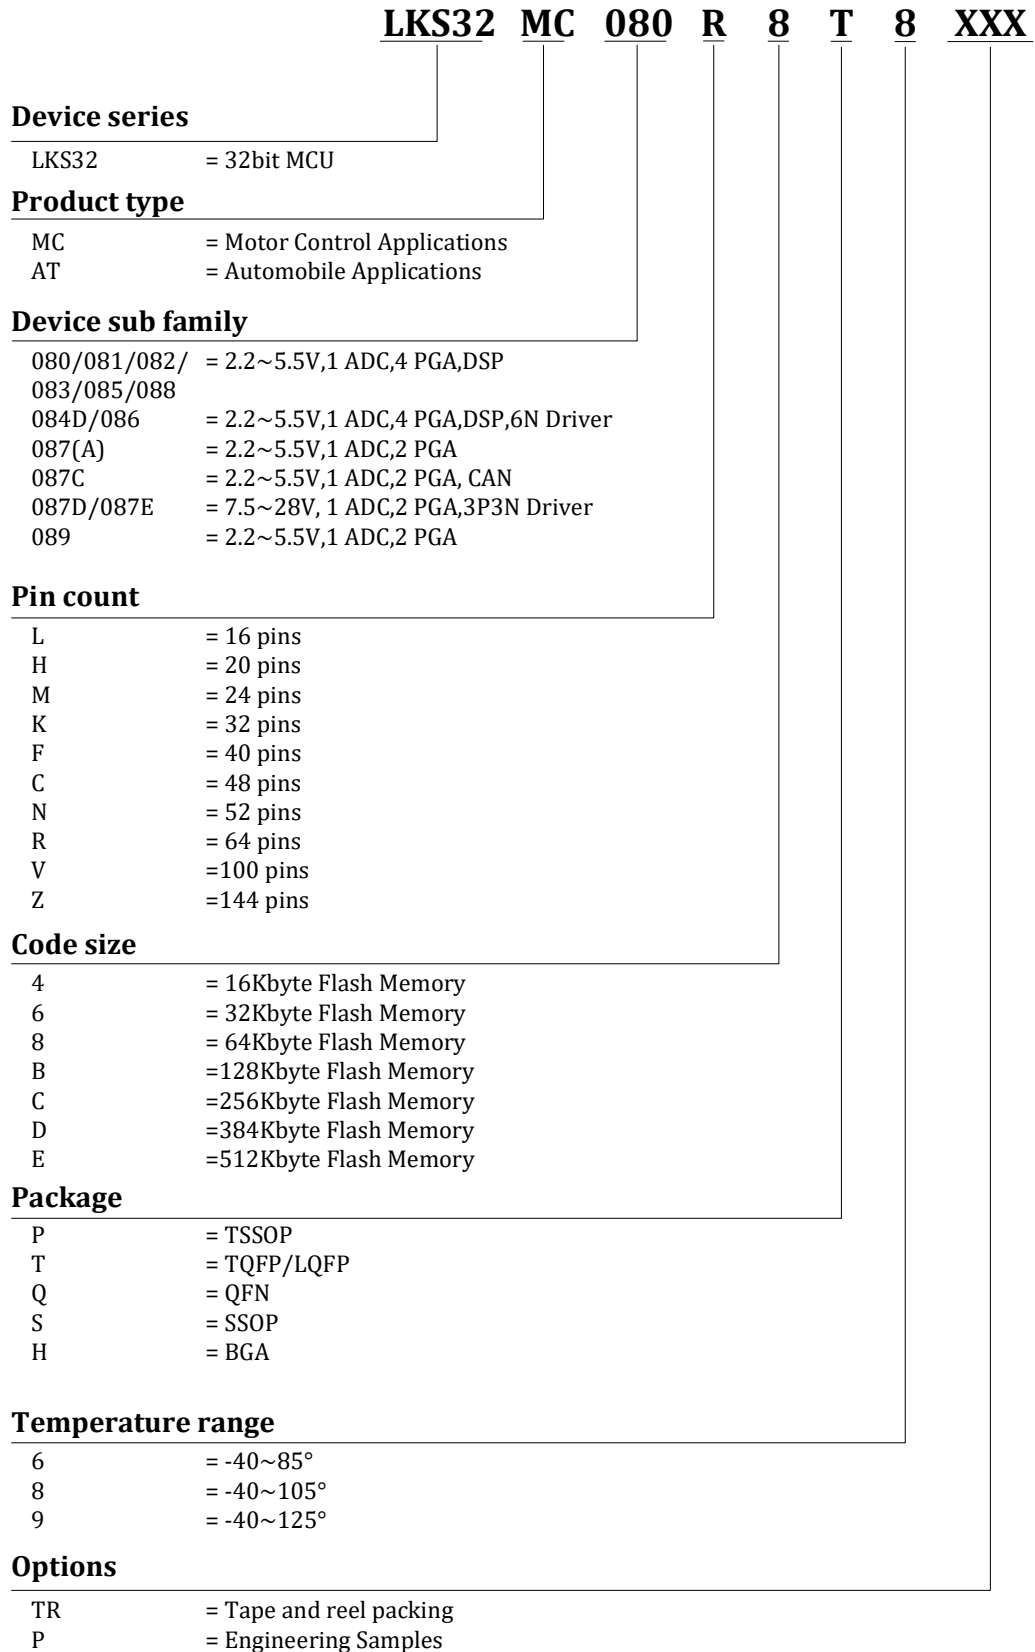 LKS32 MC 080 R 8 T 8 XXX
Device series
LKS32 = 32bit MCU
Product type
MC = Motor Control Applications
AT = Automobile Applications
Device sub family
080/081/082/ = 2.2~5.5V,1 ADC,4 PGA,DSP
083/085/088
084D/086 = 2.2~5.5V,1 ADC,4 PGA,DSP,6N Driver
087(A) = 2.2~5.5V,1 ADC,2 PGA
087C = 2.2~5.5V,1 ADC,2 PGA, CAN
087D/087E = 7.5~28V, 1 ADC,2 PGA,3P3N Driver
089 = 2.2~5.5V,1 ADC,2 PGA
Pin count
L = 16 pins
H = 20 pins
M = 24 pins
K = 32 pins
F = 40 pins
C = 48 pins
N = 52 pins
R = 64 pins
V =100 pins
Z =144 pins
Code size
4 = 16Kbyte Flash Memory
6 = 32Kbyte Flash Memory
8 = 64Kbyte Flash Memory
B =128Kbyte Flash Memory
C =256Kbyte Flash Memory
D =384Kbyte Flash Memory
E =512Kbyte Flash Memory
Package
P = TSSOP
T = TQFP/LQFP
Q = QFN
S = SSOP
H = BGA
Temperature range
6 = -40~85°
8 = -40~105°
9 = -40~125°
Options
TR = Tape and reel packing
P = Engineering Samples